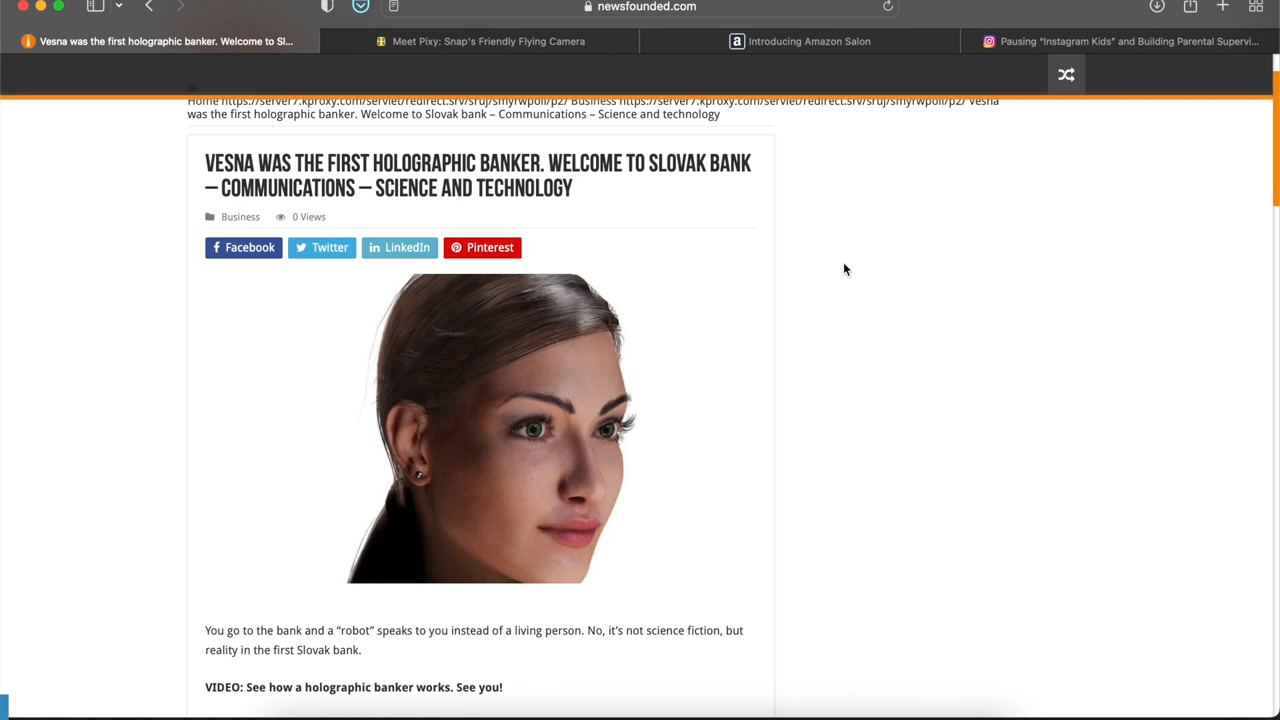 newsfounded.com
Vesna was the first holographic banker. Welcome to Sl...
Meet Pixy: Snap's Friendly Flying Camera
Introducing Amazon Salon
Pausing “Instagram Kids” and Building Parental Supervi...
Home https://server7.kproxy.com/servlet/redirect.srv/sruj/smyrwpoii/p2/ Business https://server7.kproxy.com/servlet/redirect.srv/sruj/smyrwpoii/p2/ Vesna
was the first holographic banker. Welcome to Slovak bank – Communications – Science and technology
VESNA WAS THE FIRST HOLOGRAPHIC BANKER. WELCOME TO SLOVAK BANK
– COMMUNICATIONS – SCIENCE AND TECHNOLOGY
Business 0 Views
Facebook Twitter LinkedIn Pinterest
You go to the bank and a “robot” speaks to you instead of a living person. No, it’s not science fiction, but
reality in the first Slovak bank.
VIDEO: See how a holographic banker works. See you!